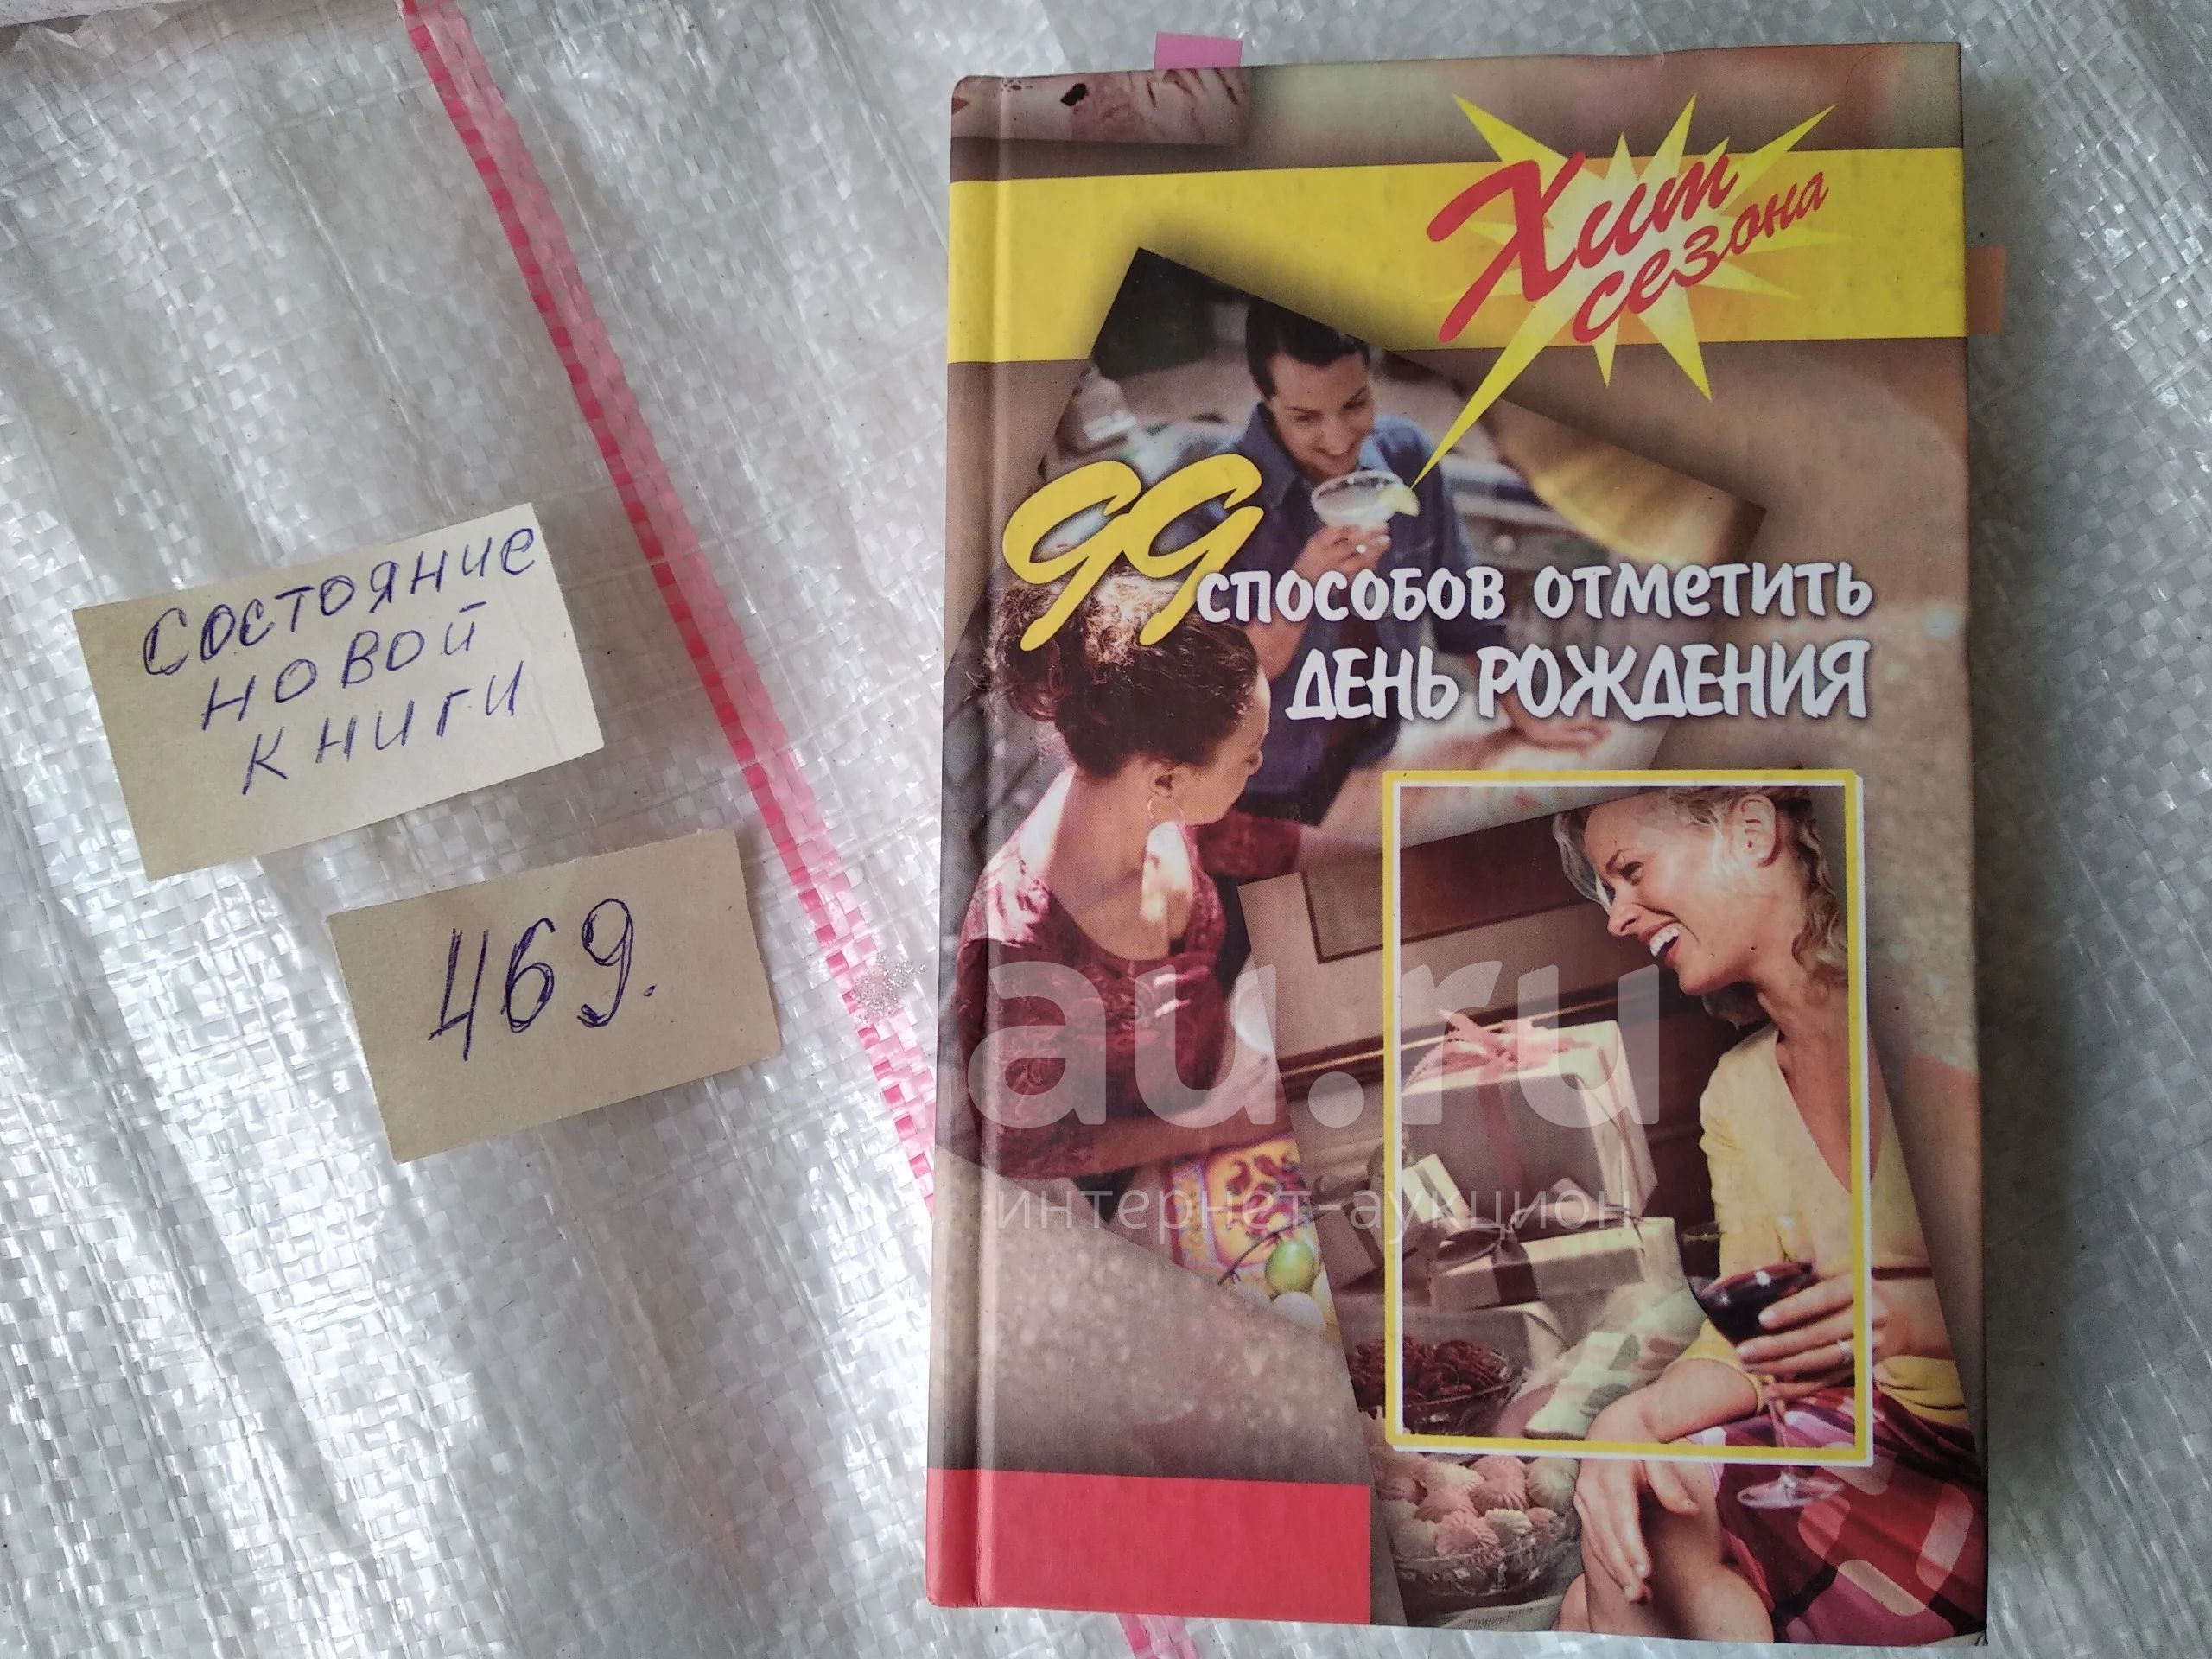 Хит
сезона
99
способов отметить
день рождения
Состояние
новой
книги
469.
au.ru
интернет-аукцион